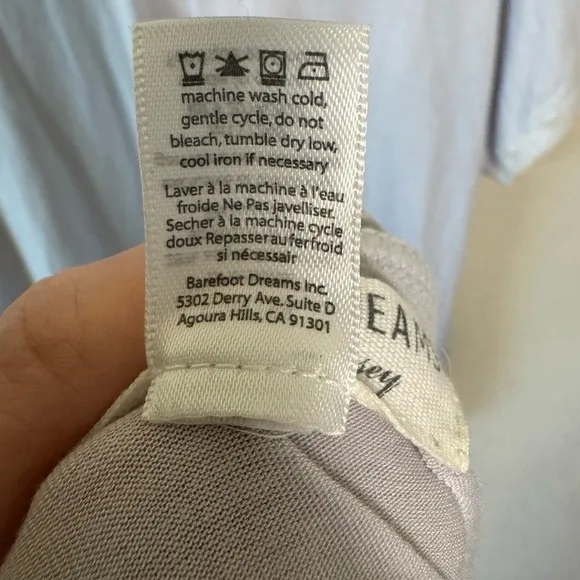 machine wash cold,
gentle cycle, do not
bleach, tumble dry low,
cool iron if necessary
Laver à la machine à l'eau
froide Ne Pas javelliser.
Secher à la machine cycle
doux Repasser au fer froid
si nécessair
Barefoot Dreams Inc.
5302 Derry Ave. Suite D
Agoura Hills, CA 91301
EAMS